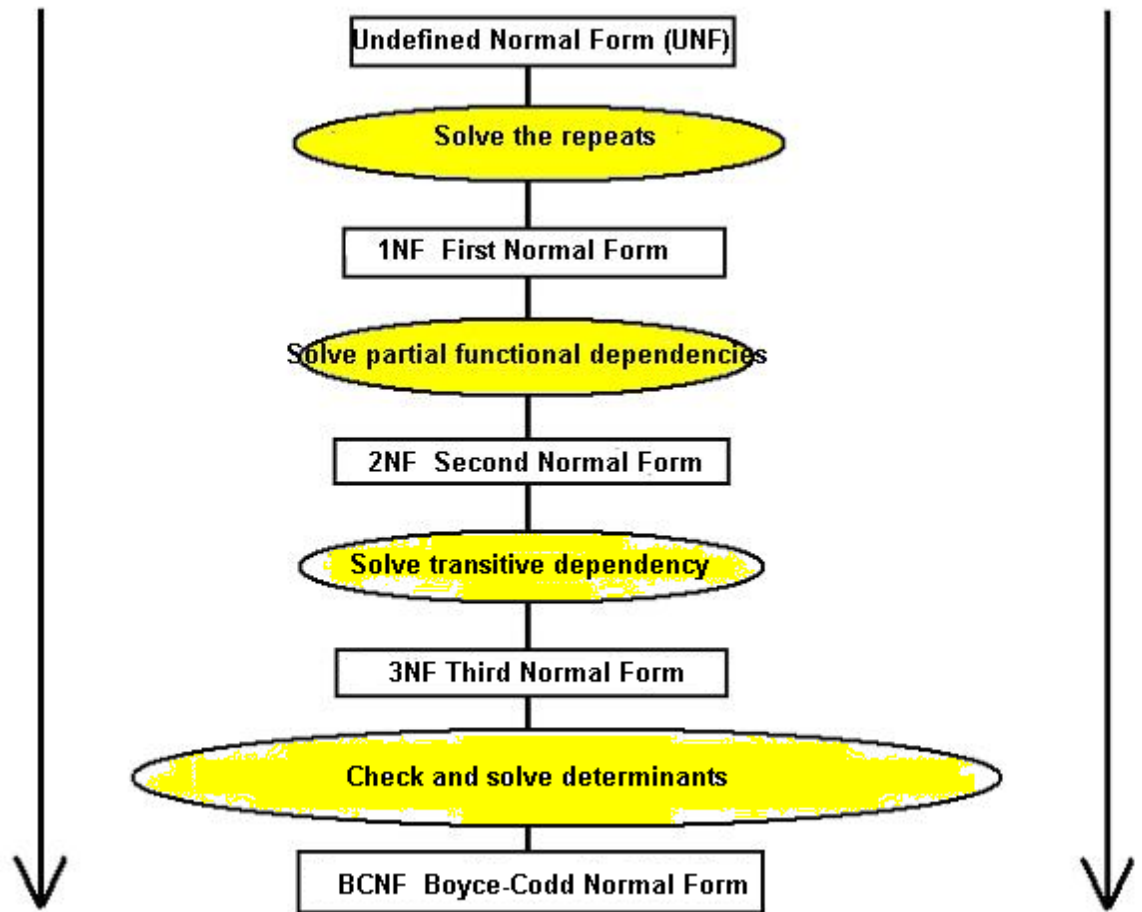 Undefined Normal Form (UNF)
Solve the repeats
1NF First Normal Form
Solve partial functional dependencies
2NF Second Normal Form
Solve transitive dependency
3NF Third Normal Form
Check and solve determinants
BCNF Boyce-Codd Normal Form